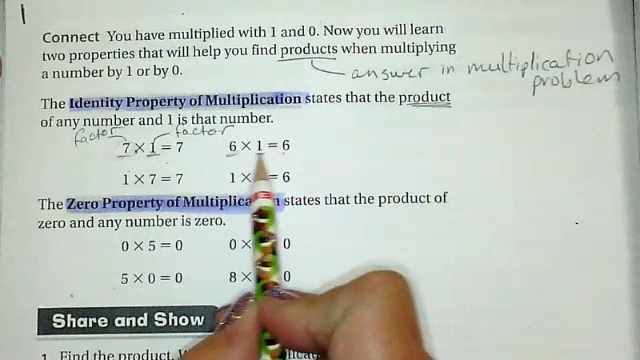 1
Connect You have multiplied with 1 and 0. Now you will learn
two properties that will help you find products when multiplying
a number by 1 or by 0.
answer in multiplication
problem
The Identity Property of Multiplication states that the product
of any number and 1 is that number.
factor factor
7 × 1 = 7 6 × 1 = 6
1 × 7 = 7 1 × = 6
The Zero Property of Multiplica n states that the product of
zero and any number is zero.
0 × 5 = 0 0 × 0
5 × 0 = 0 8 × 0
Share and Show
1. Find the product.